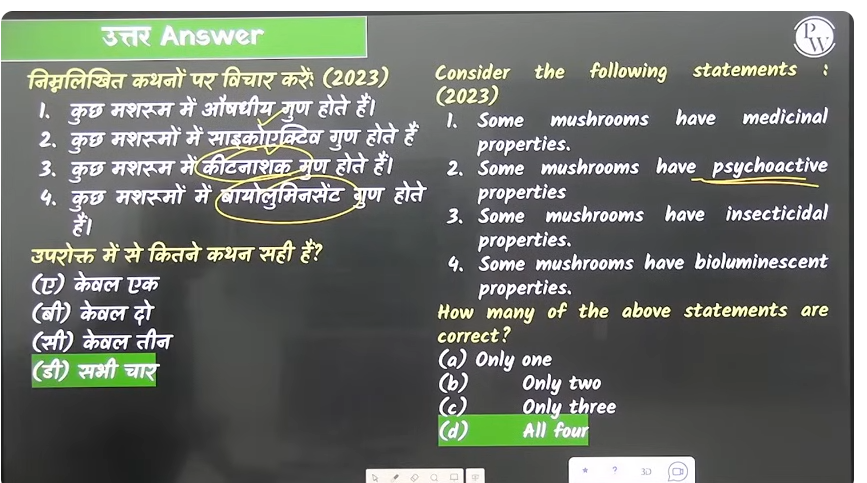 उत्तर Answer
PW
निम्नलिखित कथनों पर विचार करें: (2023)
1. कुछ मशरूम में औषधीय गुण होते हैं।
2. कुछ मशरूमों में साइकोएक्टिव गुण होते हैं
3. कुछ मशरूम में कीटनाशक गुण होते हैं।
4. कुछ मशरूमों में बायोलुमिनसेंट गुण होते
हैं।
उपरोक्त में से कितने कथन सही हैं?
(ए) केवल एक
(बी) केवल दो
(सी) केवल तीन
(डी) सभी चार
Consider the following statements :
(2023)
1. Some mushrooms have medicinal
properties.
2. Some mushrooms have psychoactive
properties
3. Some mushrooms have insecticidal
properties.
4. Some mushrooms have bioluminescent
properties.
How many of the above statements are
correct?
(a) Only one
(b) Only two
(c) Only three
(d) All four
? 3D